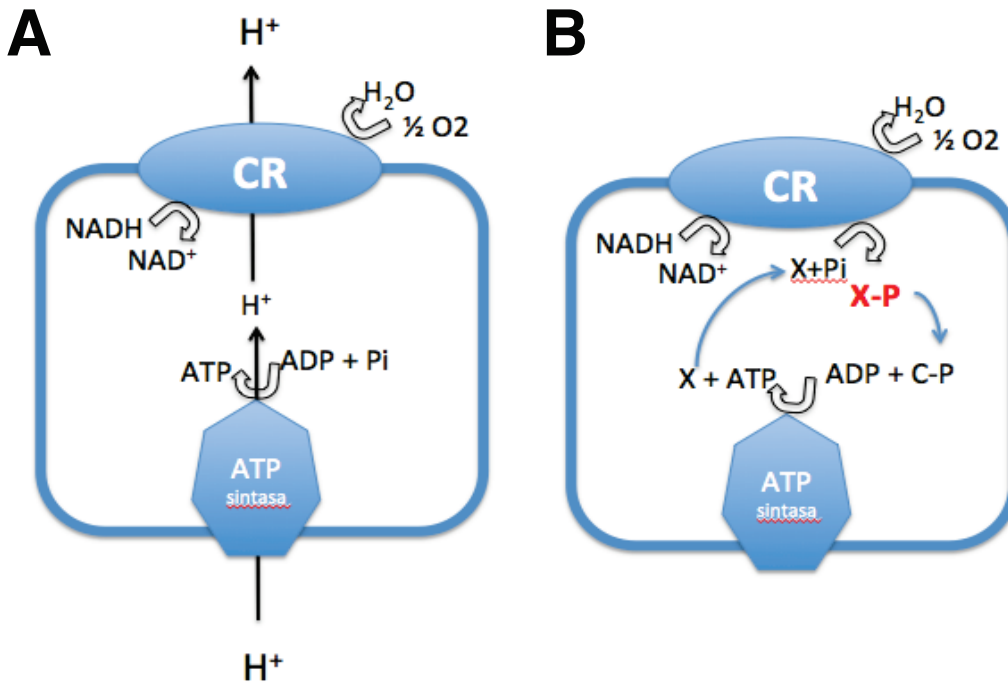 A
H⁺
H₂O
½ O2
CR
NADH
NAD⁺
H⁺
ATP
ADP + Pi
ATP
sintasa
H⁺
B
H₂O
½ O2
CR
NADH
NAD⁺
X+Pi
X-P
X + ATP
ADP + C-P
ATP
sintasa